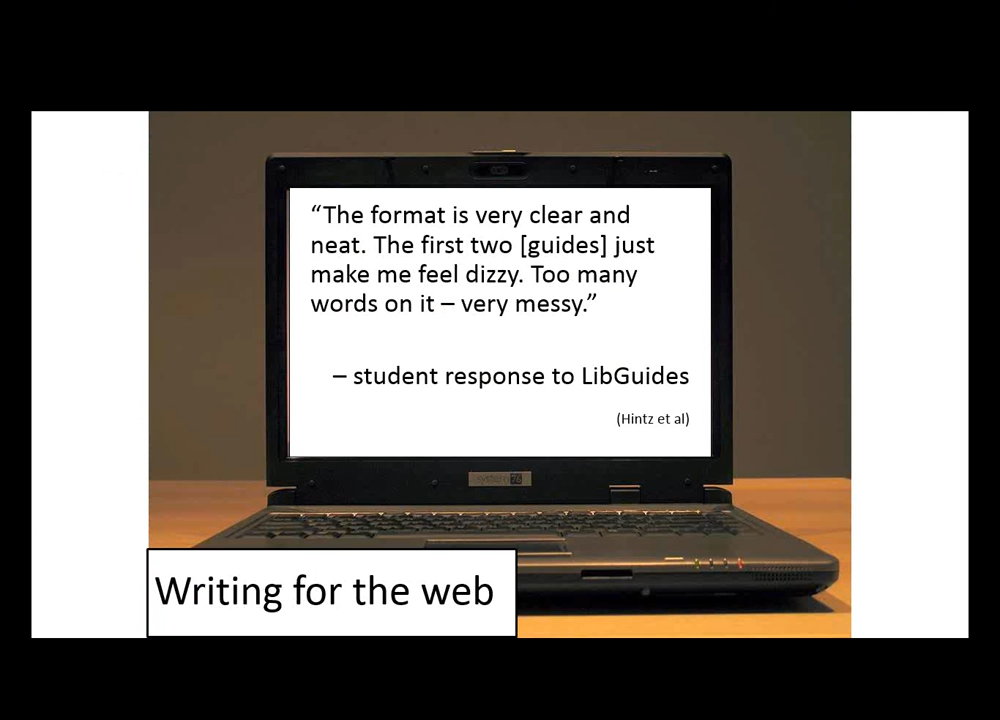 “The format is very clear and
neat. The first two [guides] just
make me feel dizzy. Too many
words on it – very messy.”
– student response to LibGuides
(Hintz et al)
system76
Writing for the web